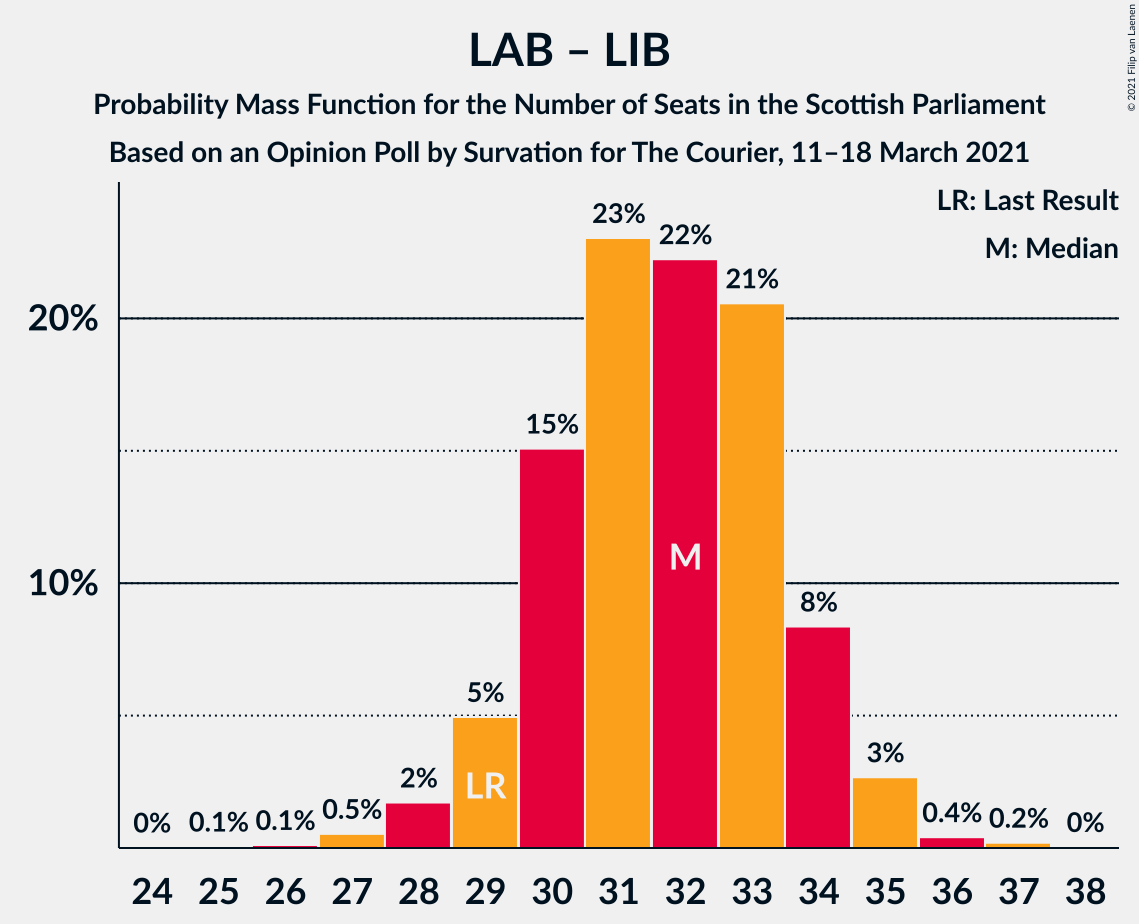 LAB – LIB
Probability Mass Function for the Number of Seats in the Scottish Parliament
Based on an Opinion Poll by Survation for The Courier, 11–18 March 2021
© 2021 Filip van Laenen
LR: Last Result
M: Median
20%
10%
0% 0.1% 0.1% 0.5% 2% 5% 15% 23% 22% 21% 8% 3% 0.4% 0.2% 0%
LR M
24 25 26 27 28 29 30 31 32 33 34 35 36 37 38